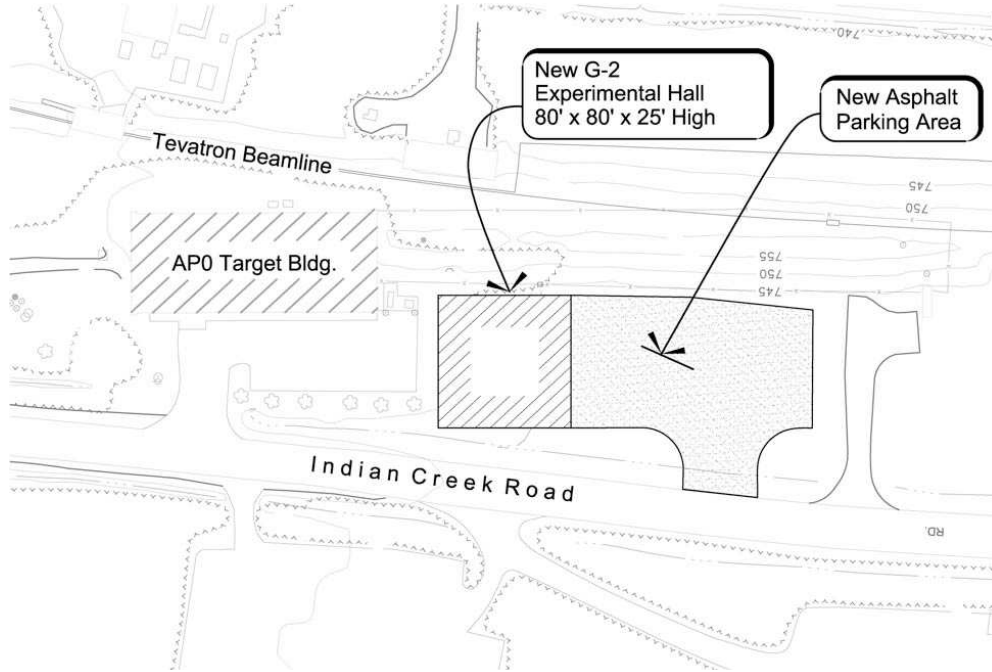 740
New G-2
Experimental Hall
80' x 80' x 25' High
New Asphalt
Parking Area
Tevatron Beamline
745
750
AP0 Target Bldg.
755
750
745
Indian Creek Road
RD.